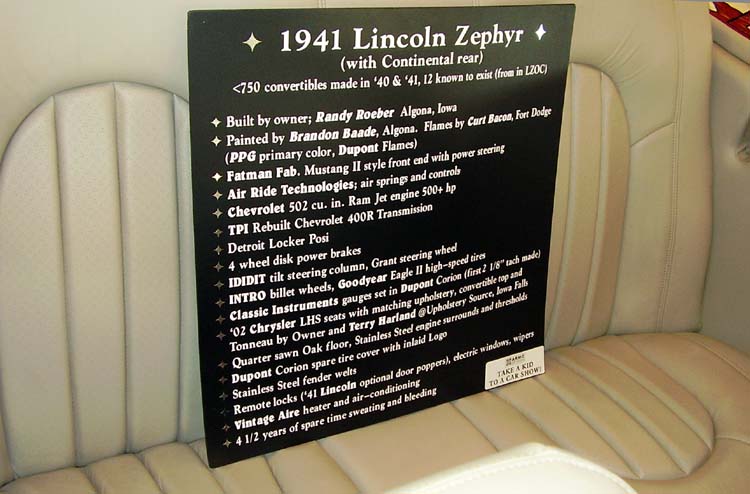 1941 Lincoln Zephyr
(with Continental rear)
<750 convertibles made in '40 & '41, 12 known to exist (from in LZOC)
Built by owner; Randy Roeber Algona, Iowa
Painted by Brandon Baade, Algona. Flames by Curt Bacon, Fort Dodge
(PPG primary color, Dupont Flames)
Fatman Fab. Mustang II style front end with power steering
Air Ride Technologies; air springs and controls
Chevrolet 502 cu. in. Ram Jet engine 500+ hp
TPI Rebuilt Chevrolet 400R Transmission
Detroit Locker Posi
4 wheel disk power brakes
IDIDIT tilt steering column, Grant steering wheel
INTRO billet wheels, Goodyear Eagle II high-speed tires
Classic Instruments gauges set in Dupont Corion (first 2 1/8" tach made)
'02 Chrysler LHS seats with matching upholstery, convertible top and
Tonneau by Owner and Terry Harland @Upholstery Source, Iowa Falls
Quarter sawn Oak floor, Stainless Steel engine surrounds and thresholds
Dupont Corion spare tire cover with inlaid Logo
Stainless Steel fender welts
Remote locks ('41 Lincoln optional door poppers), electric windows, wipers
Vintage Aire heater and air-conditioning
4 1/2 years of spare time sweating and bleeding
TAKE A KID
TO A CAR SHOW!